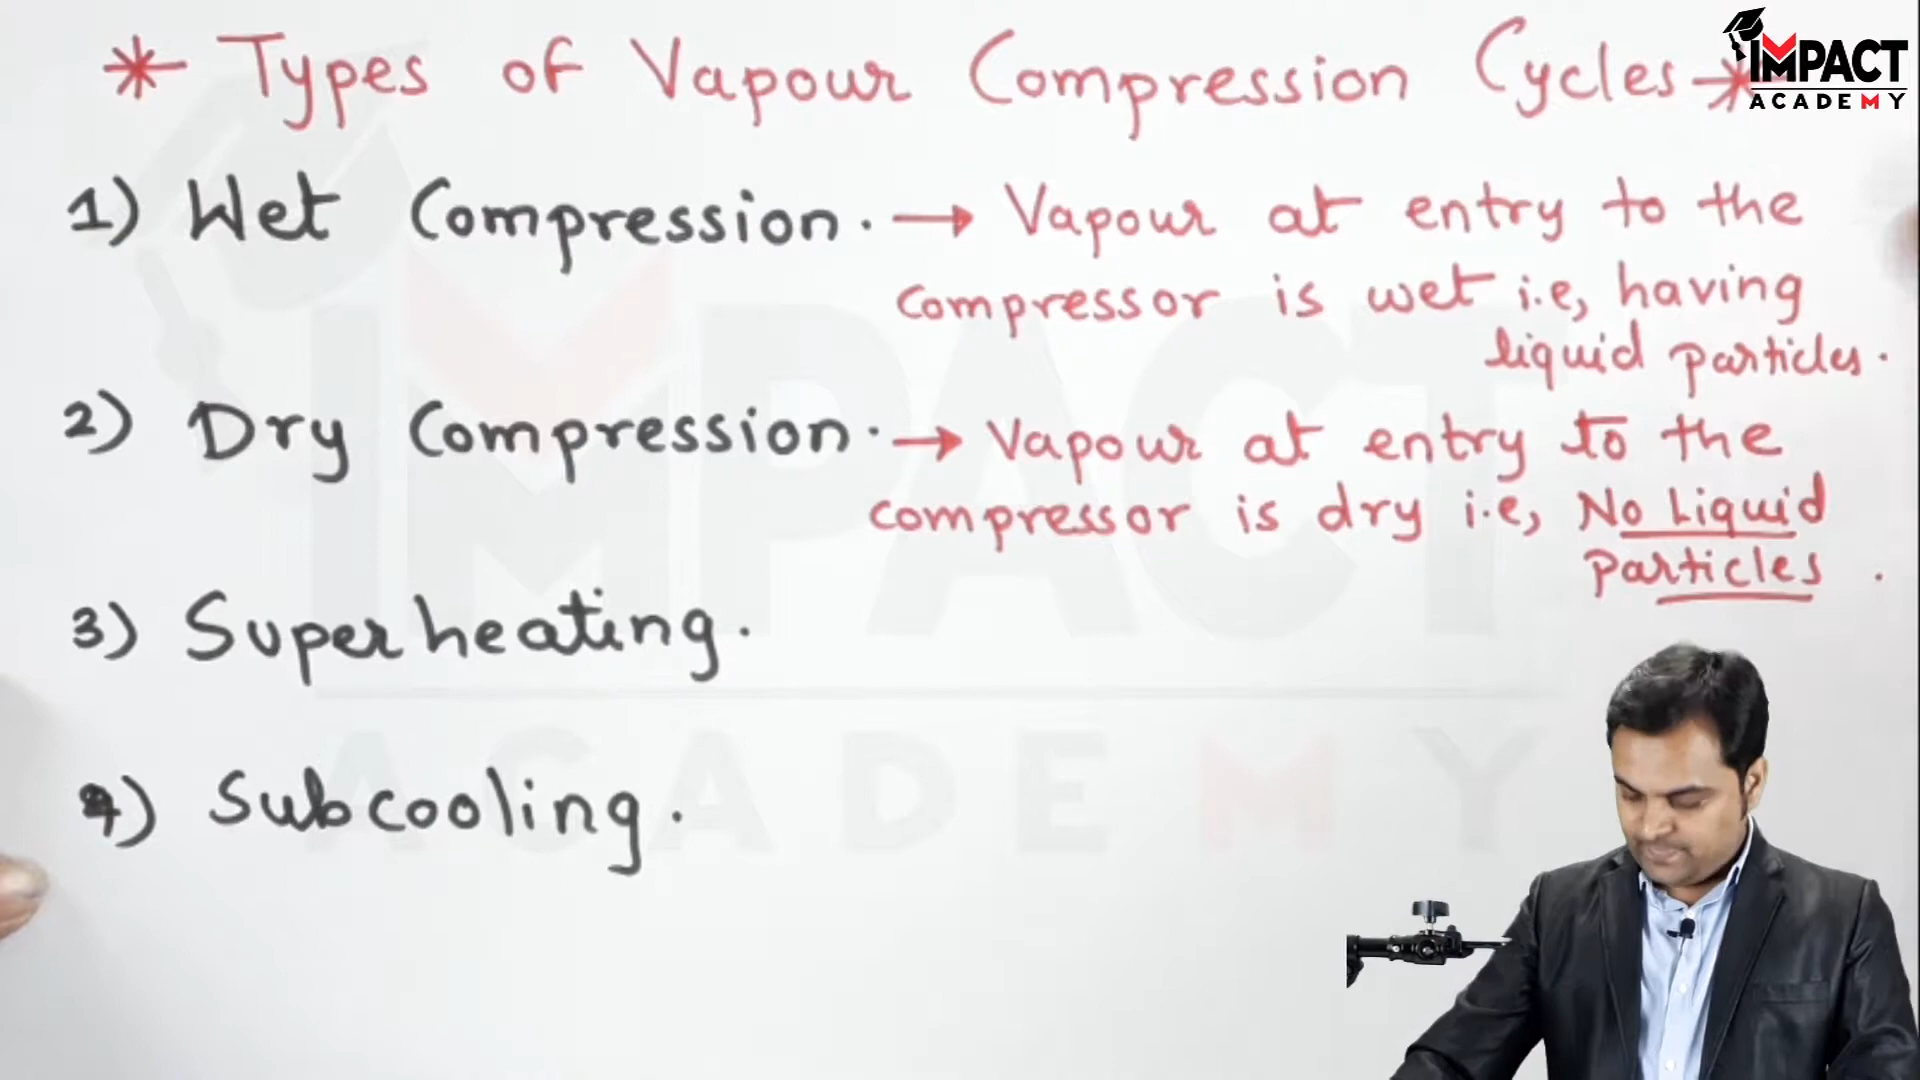 * Types of Vapour Compression Cycles *
IMPACT
ACADEMY
1) Wet Compression. → Vapour at entry to the
compressor is wet i.e, having
liquid particles.
2) Dry Compression. → Vapour at entry to the
compressor is dry i.e, No Liquid
particles.
3) Superheating.
4) Subcooling.
IMPACT
ACADEMY